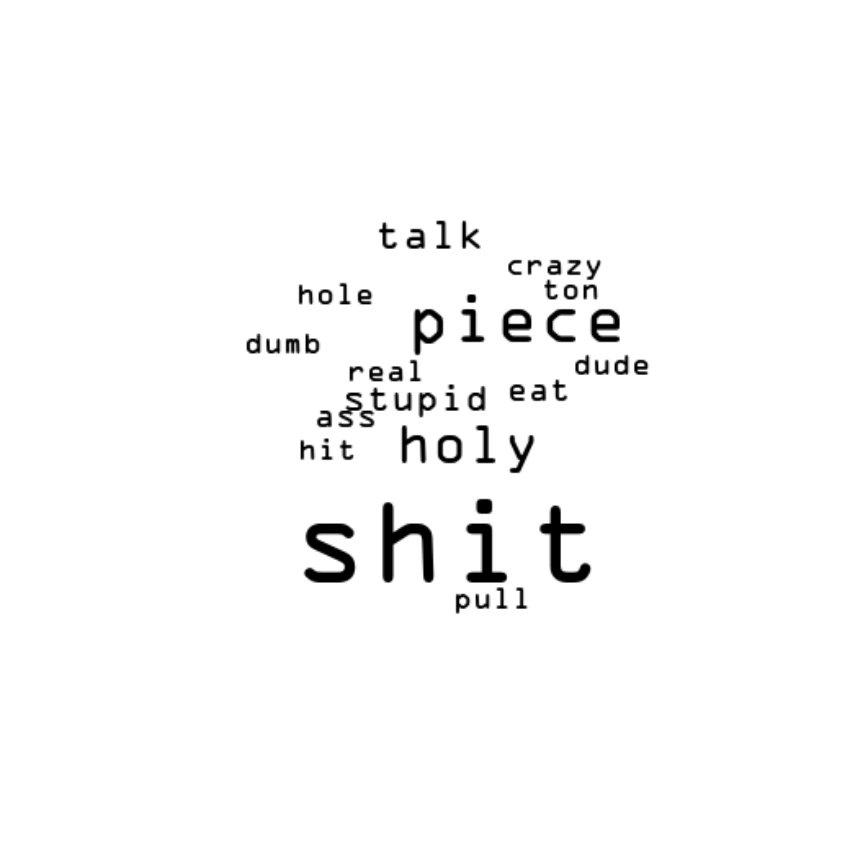 talk
crazy
ton
hole
piece
dumb
dude
real
eat
stupid
ass
holy
hit
shit
pull